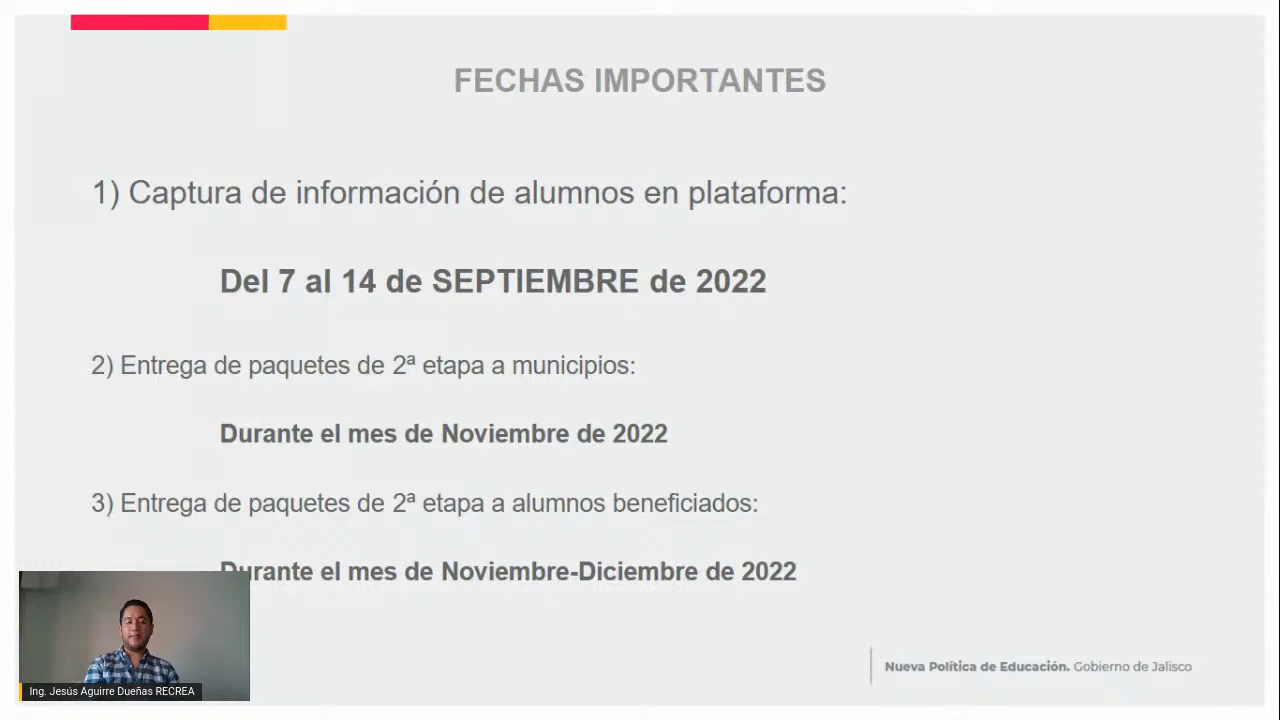 FECHAS IMPORTANTES
1) Captura de información de alumnos en plataforma:
Del 7 al 14 de SEPTIEMBRE de 2022
2) Entrega de paquetes de 2ª etapa a municipios:
Durante el mes de Noviembre de 2022
3) Entrega de paquetes de 2ª etapa a alumnos beneficiados:
Durante el mes de Noviembre-Diciembre de 2022
Nueva Política de Educación. Gobierno de Jalisco
Ing. Jesús Aguirre Dueñas RECREA